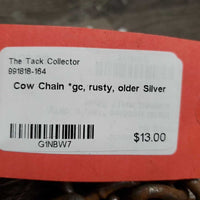 The Tack Collector
991818-164
Cow Chain *gc, rusty, older Silver
G1NBW7
$13.00